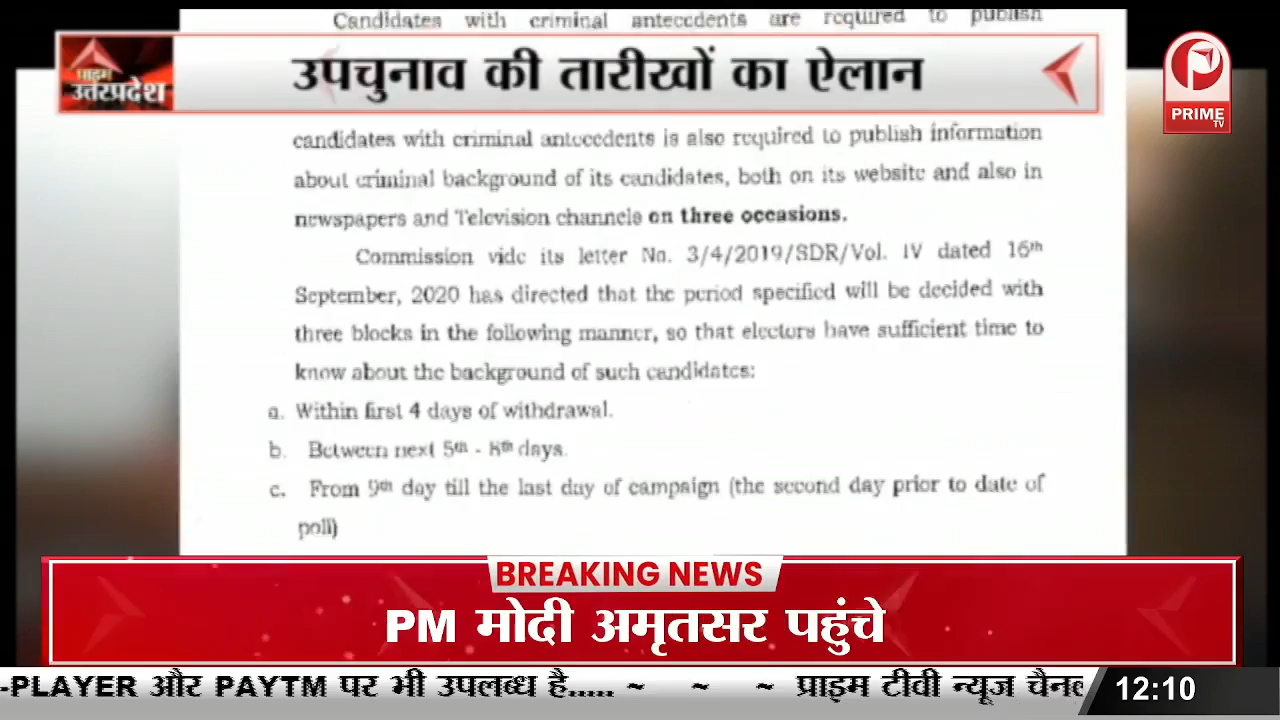 Candidates with criminal antecedents are required to publish
प्राइम
उत्तरप्रदेश
उपचुनाव की तारीखों का ऐलान
PRIME
TV
candidates with criminal antecedents is also required to publish information
about criminal background of its candidates, both on its website and also in
newspapers and Television channels on three occasions.
Commission vide its letter No. 3/4/2019/SDR/Vol. IV dated 16th
September, 2020 has directed that the period specified will be decided with
three blocks in the following manner, so that electors have sufficient time to
know about the background of such candidates:
a. Within first 4 days of withdrawal.
b. Between next 5th - 8th days.
c. From 9th day till the last day of campaign (the second day prior to date of
poll)
BREAKING NEWS
PM मोदी अमृतसर पहुंचे
-PLAYER और PAYTM पर भी उपलब्ध है..... ~ ~ ~ प्राइम टीवी न्यूज चैनल
12:10